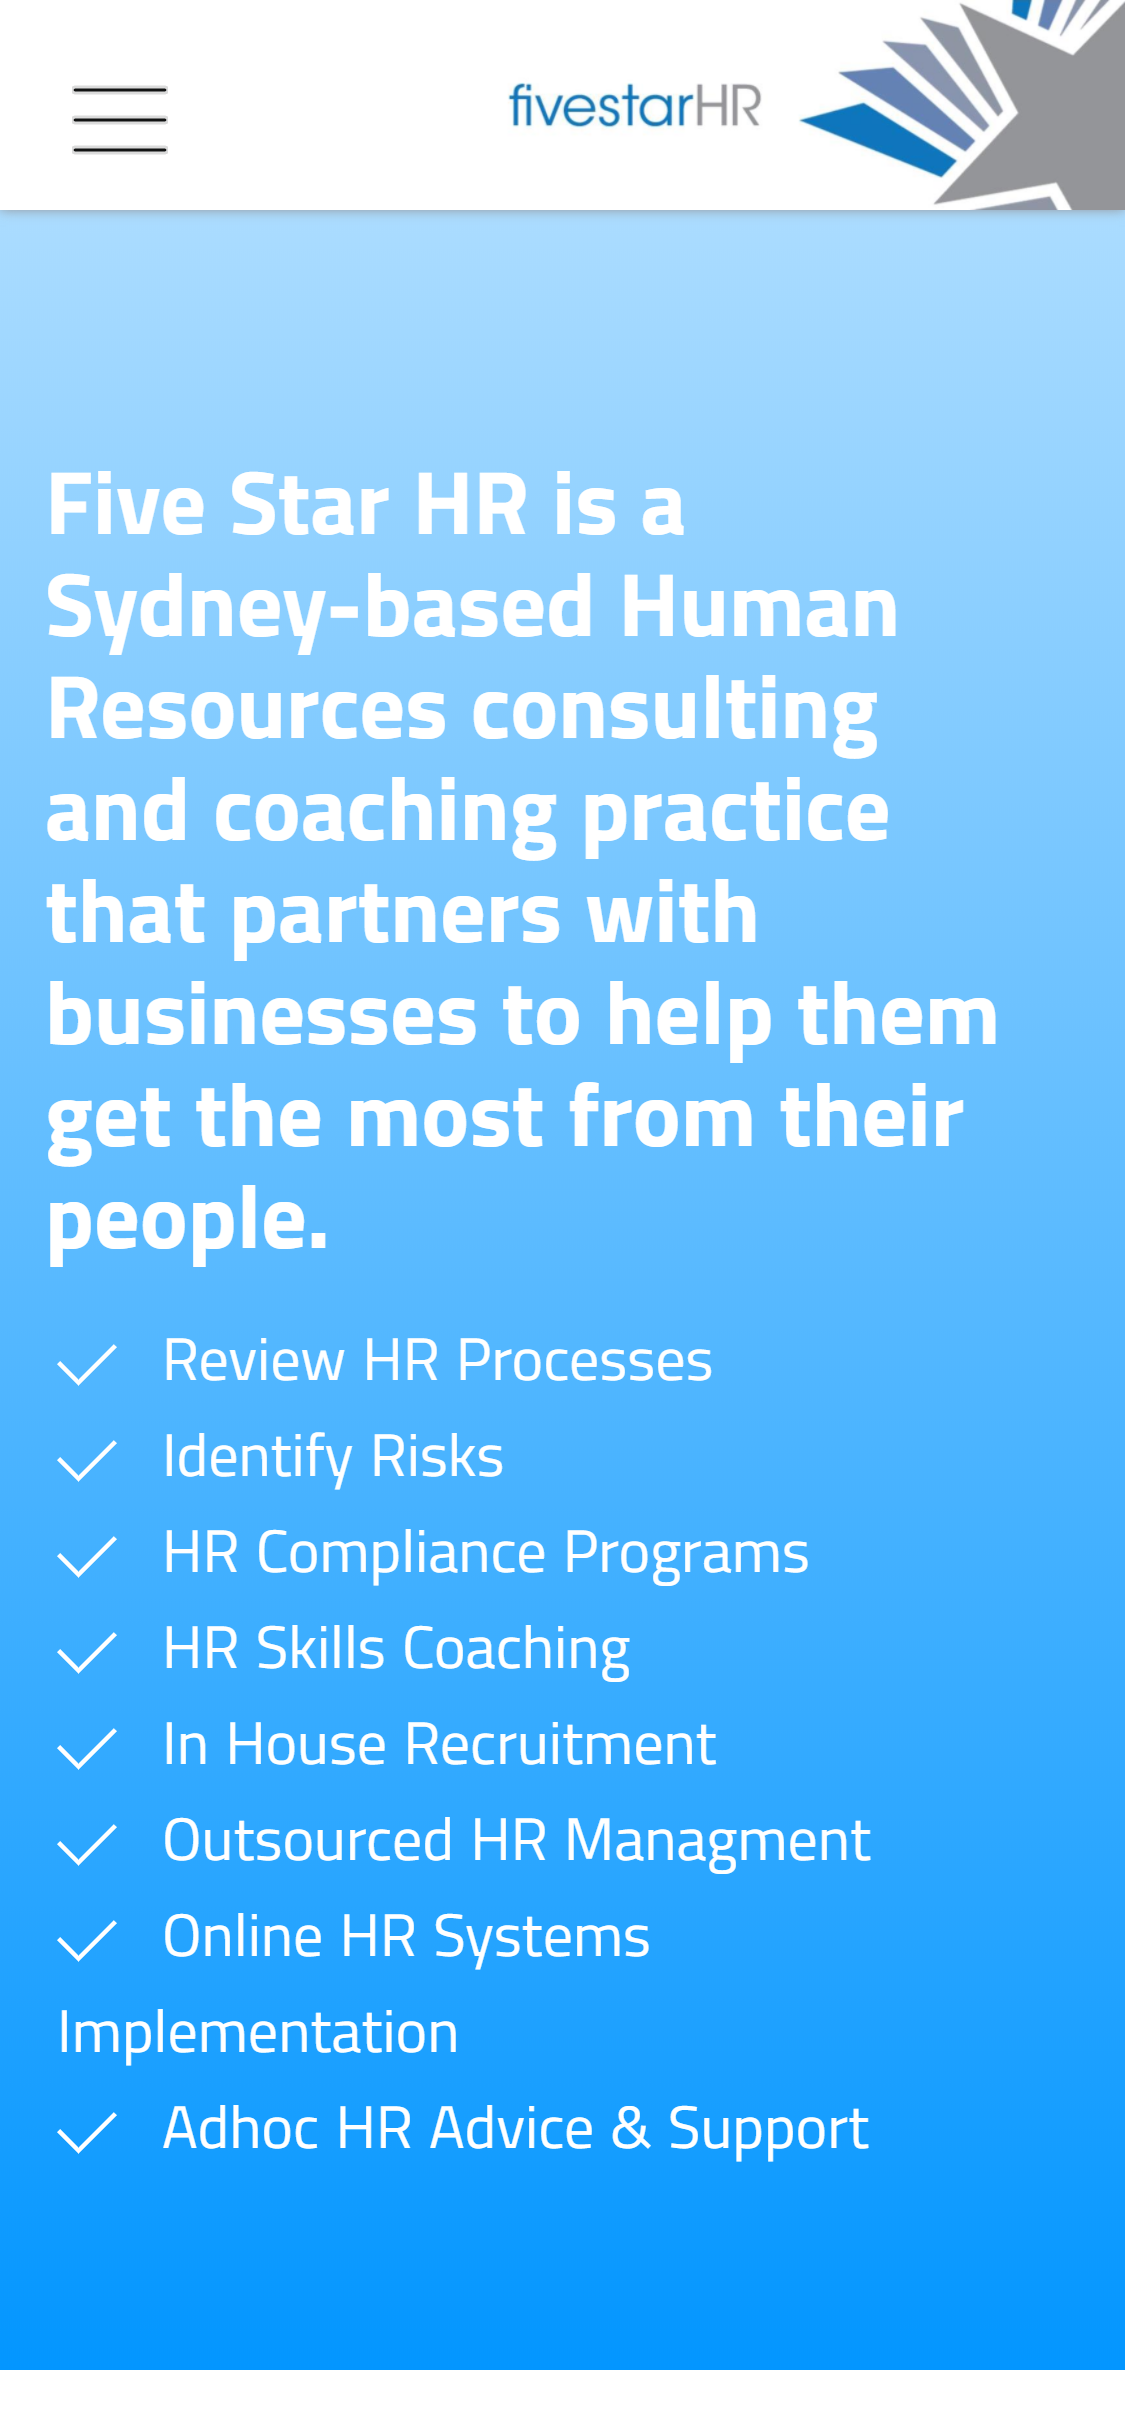 fivestarHR
Five Star HR is a
Sydney-based Human
Resources consulting
and coaching practice
that partners with
businesses to help them
get the most from their
people.
Review HR Processes
Identify Risks
HR Compliance Programs
HR Skills Coaching
In House Recruitment
Outsourced HR Managment
Online HR Systems
Implementation
Adhoc HR Advice & Support